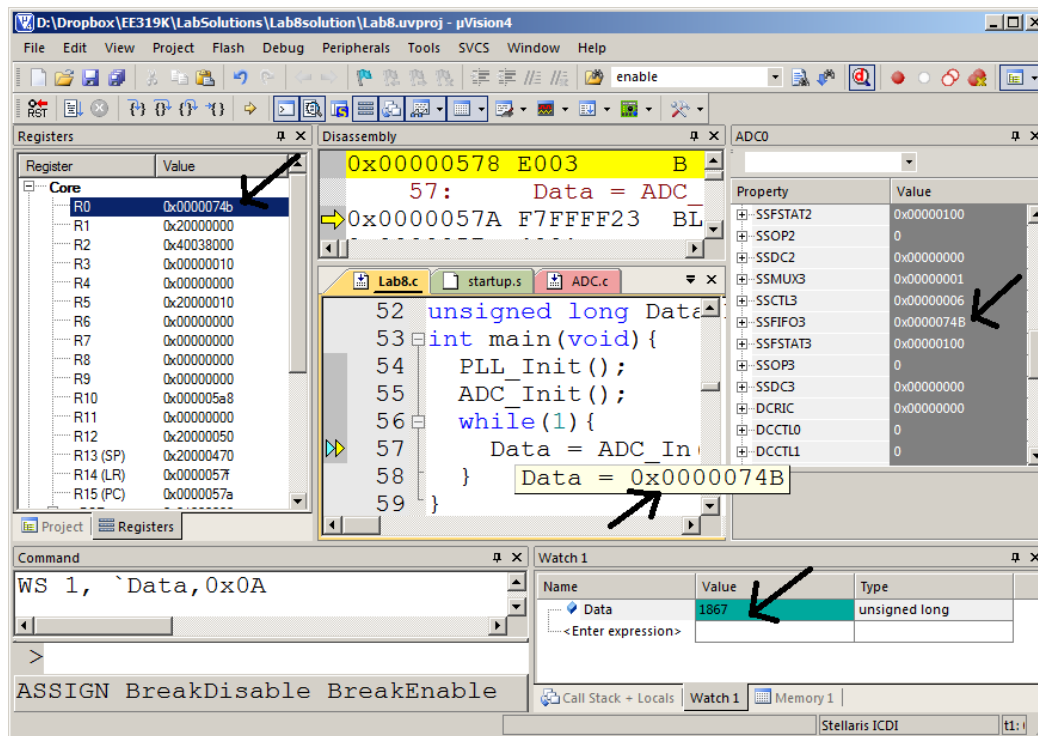 D:\Dropbox\EE319K\LabSolutions\Lab8solution\Lab8.uvproj - µVision4
File Edit View Project Flash Debug Peripherals Tools SVCS Window Help
enable
RST
Registers
Register Value
Core
R0 0x0000074b
R1 0x20000000
R2 0x40038000
R3 0x00000010
R4 0x00000000
R5 0x20000010
R6 0x00000000
R7 0x00000000
R8 0x00000000
R9 0x00000000
R10 0x000005a8
R11 0x00000000
R12 0x20000050
R13 (SP) 0x20000470
R14 (LR) 0x0000057f
R15 (PC) 0x0000057a
Project Registers
Disassembly
0x00000578 E003 B
57: Data = ADC_
0x0000057A F7FFFF23 BL
Lab8.c startup.s ADC.c
52 unsigned long Data
53 int main(void){
54 PLL_Init();
55 ADC_Init();
56 while(1){
57 Data = ADC_In(
58 }
Data = 0x0000074B
59 }
ADC0
Property Value
SSFSTAT2 0x00000100
SSOP2 0
SSDC2 0x00000000
SSMUX3 0x00000001
SSCTL3 0x00000006
SSFIFO3 0x0000074B
SSFSTAT3 0x00000100
SSOP3 0
SSDC3 0x00000000
DCRIC 0x00000000
DCCTL0 0
DCCTL1 0
Command
WS 1, `Data,0x0A
>
ASSIGN BreakDisable BreakEnable
Watch 1
Name Value Type
Data 1867 unsigned long
<Enter expression>
Call Stack + Locals Watch 1 Memory 1
Stellaris ICDI t1: